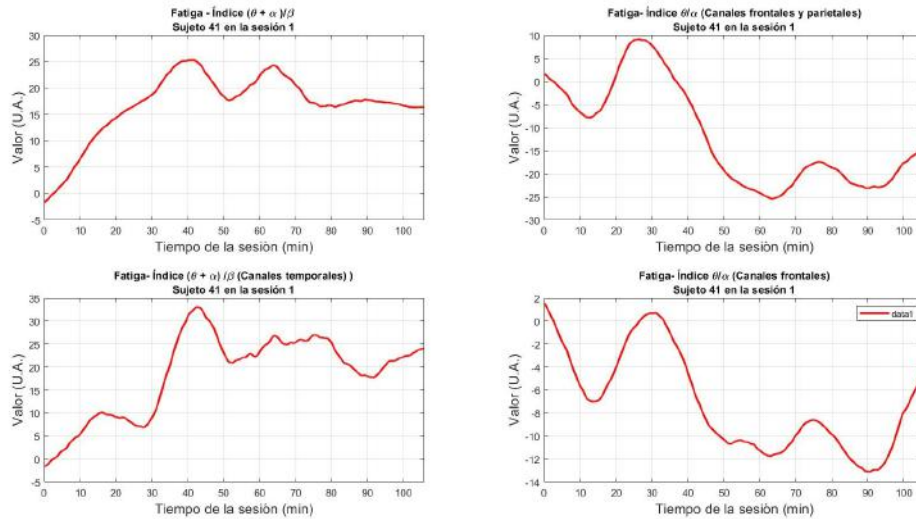 Fatiga - Índice (θ + α )/β
Sujeto 41 en la sesión 1
30
25
20
15
10
5
0
-5
Valor (U.A.)
0 10 20 30 40 50 60 70 80 90 100
Tiempo de la sesiòn (min)
Fatiga- Índice θ/α (Canales frontales y parietales)
Sujeto 41 en la sesión 1
10
5
0
-5
-10
-15
-20
-25
-30
Valor (U.A.)
0 10 20 30 40 50 60 70 80 90 100
Tiempo de la sesiòn (min)
Fatiga- Índice (θ + α) /β (Canales temporales) )
Sujeto 41 en la sesión 1
35
30
25
20
15
10
5
0
-5
Valor (U.A.)
0 10 20 30 40 50 60 70 80 90 100
Tiempo de la sesiòn (min)
Fatiga- Índice θ/α (Canales frontales)
Sujeto 41 en la sesión 1
data1
2
0
-2
-4
-6
-8
-10
-12
-14
Valor (U.A.)
0 10 20 30 40 50 60 70 80 90 100
Tiempo de la sesiòn (min)